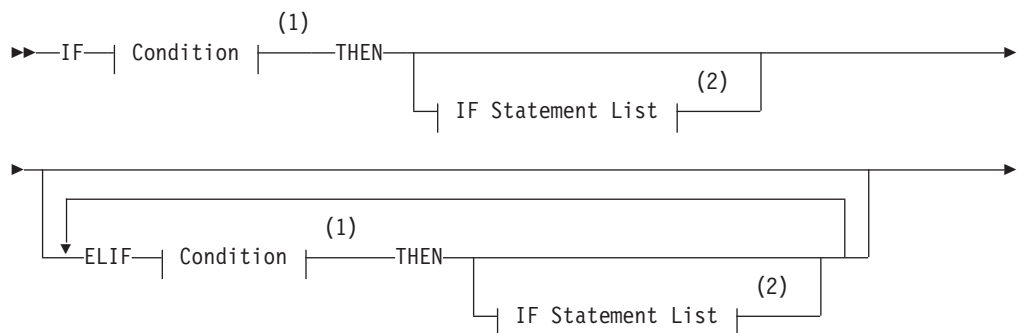 (1)
IF Condition THEN
(2)
IF Statement List
(1)
ELIF Condition THEN
(2)
IF Statement List